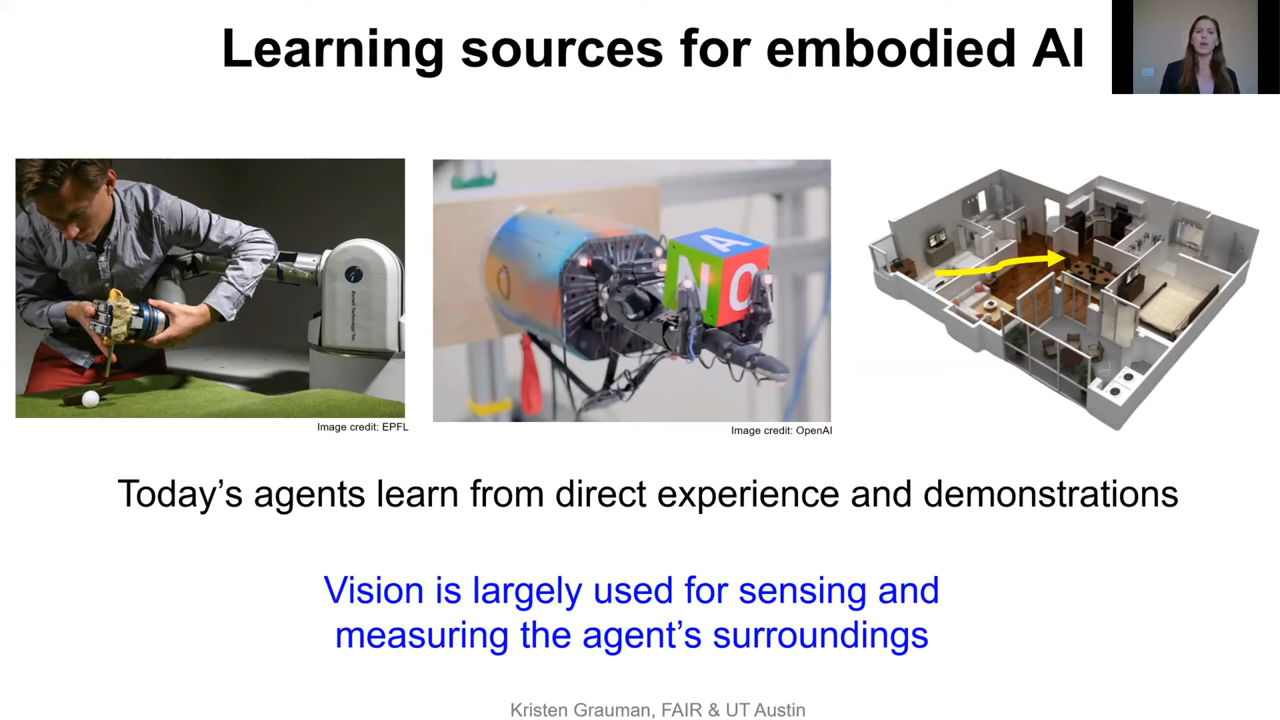 Learning sources for embodied AI
A
N
O
Image credit: EPFL
Image credit: OpenAI
Today's agents learn from direct experience and demonstrations
Vision is largely used for sensing and
measuring the agent's surroundings
Kristen Grauman, FAIR & UT Austin